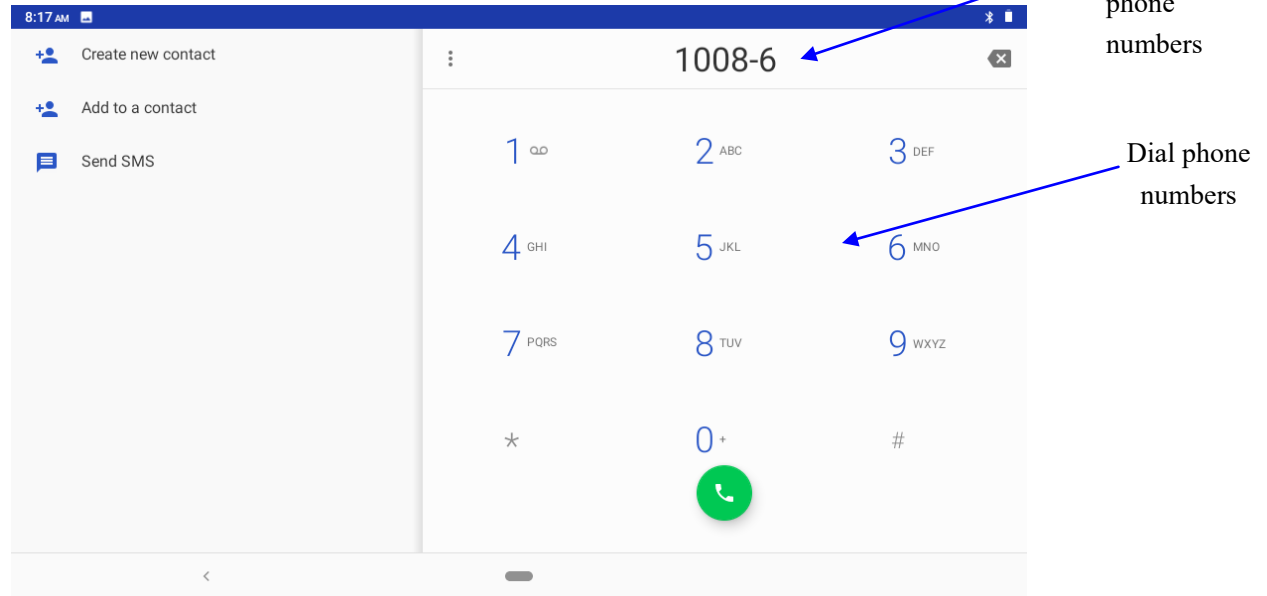 phone
numbers
8:17 AM
Create new contact
1008-6
Add to a contact
Send SMS
1
2 ABC
3 DEF
Dial phone
numbers
4 GHI
5 JKL
6 MNO
7 PQRS
8 TUV
9 WXYZ
*
0 +
#